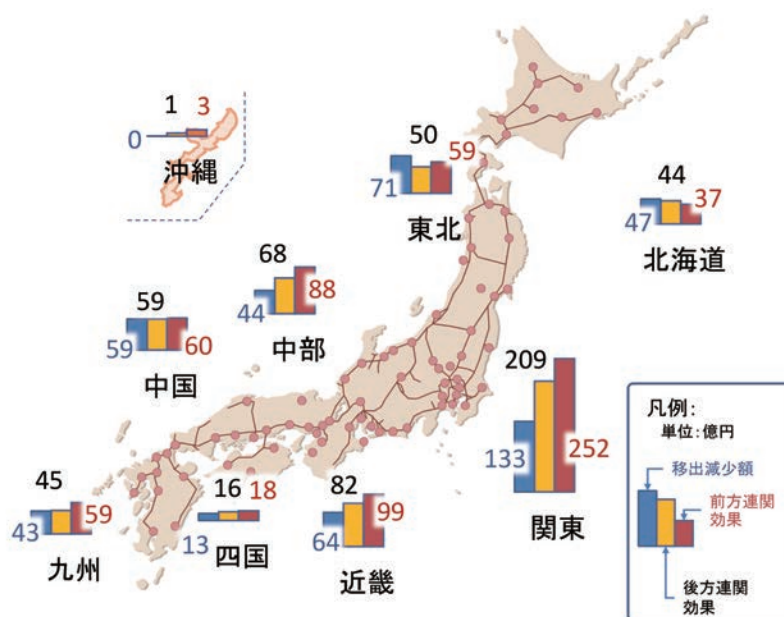 1 3
0
沖縄
50
59
71
東北
44
37
47
北海道
68
88
44
中部
59
59
60
中国
209
133
252
関東
45
59
43
九州
16 18
13
四国
82
99
64
近畿
凡例:
単位:億円
移出減少額
前方連関
効果
後方連関
効果